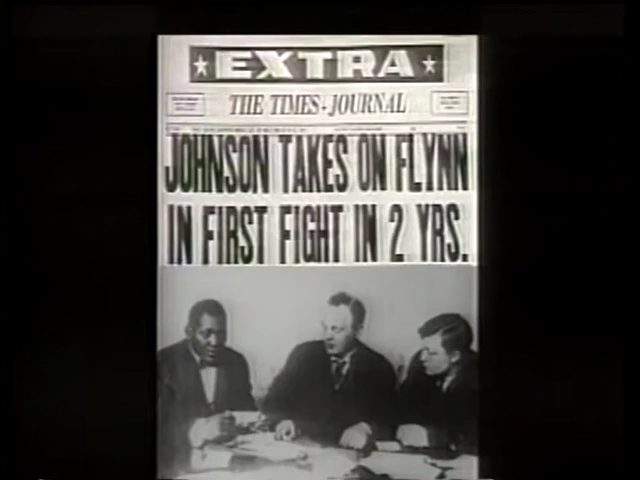 ★ EXTRA ★
THE TIMES-JOURNAL
JOHNSON TAKES ON FLYNN
IN FIRST FIGHT IN 2 YRS.